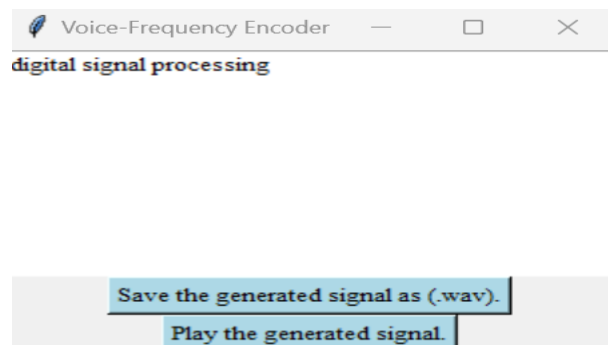 Voice-Frequency Encoder
digital signal processing
Save the generated signal as (.wav).
Play the generated signal.